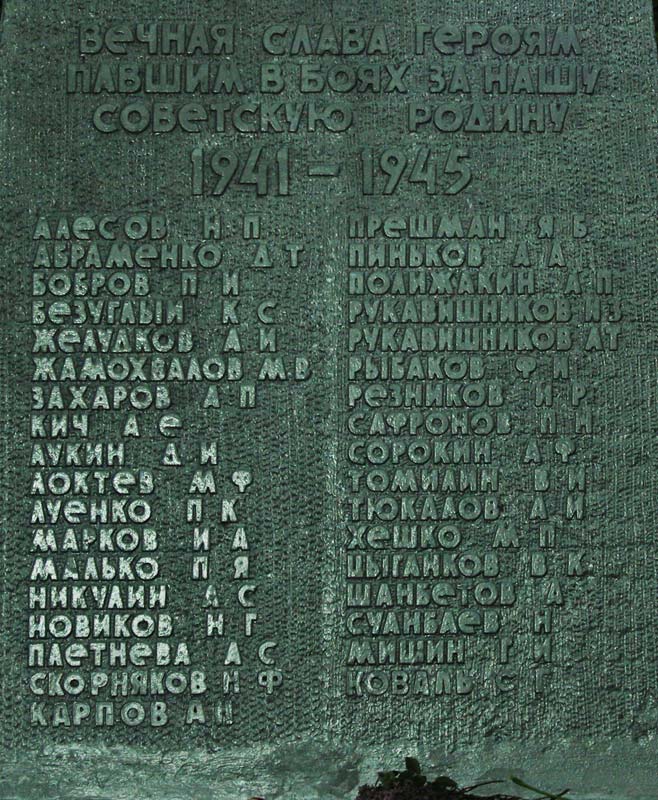 ВЕЧНАЯ СЛАВА ГЕРОЯМ
ПАВШИМ В БОЯХ ЗА НАШУ
СОВЕТСКУЮ РОДИНУ
1941 – 1945
АЛЕСОВ Н П
АБРАМЕНКО Д Т
БОБРОВ П И
БЕЗУГЛЫЙ К С
ЖЕЛУДКОВ А И
ЖАМОХВАЛОВ М В
ЗАХАРОВ А П
КИЧ А Е
ЛУКИН Д И
ЛОКТЕВ М Ф
ЛУЕНКО П К
МАРКОВ И А
МАЛЬКО П Я
НИКУЛИН А С
НОВИКОВ Н Г
ПЛЕТНЕВА А С
СКОРНЯКОВ Н Ф
КАРПОВ А
ПРЕШМАН Я Б
ПИНЬКОВ А А
ПОЛИЖАКИН А П
РУКАВИШНИКОВ И З
РУКАВИШНИКОВ А Т
РЫБАКОВ Ф И
РЕЗНИКОВ И Р
САФРОНОВ П И
СОРОКИН А Ф
ТОМИЛИН В И
ТЮКАЛОВ А И
ХЕШКО М П
ЦЫГАНКОВ В К
ШАНБЕТОВ А
СУАНБАЕВ Н
МИШИН Г И
КОВАЛЬ Г